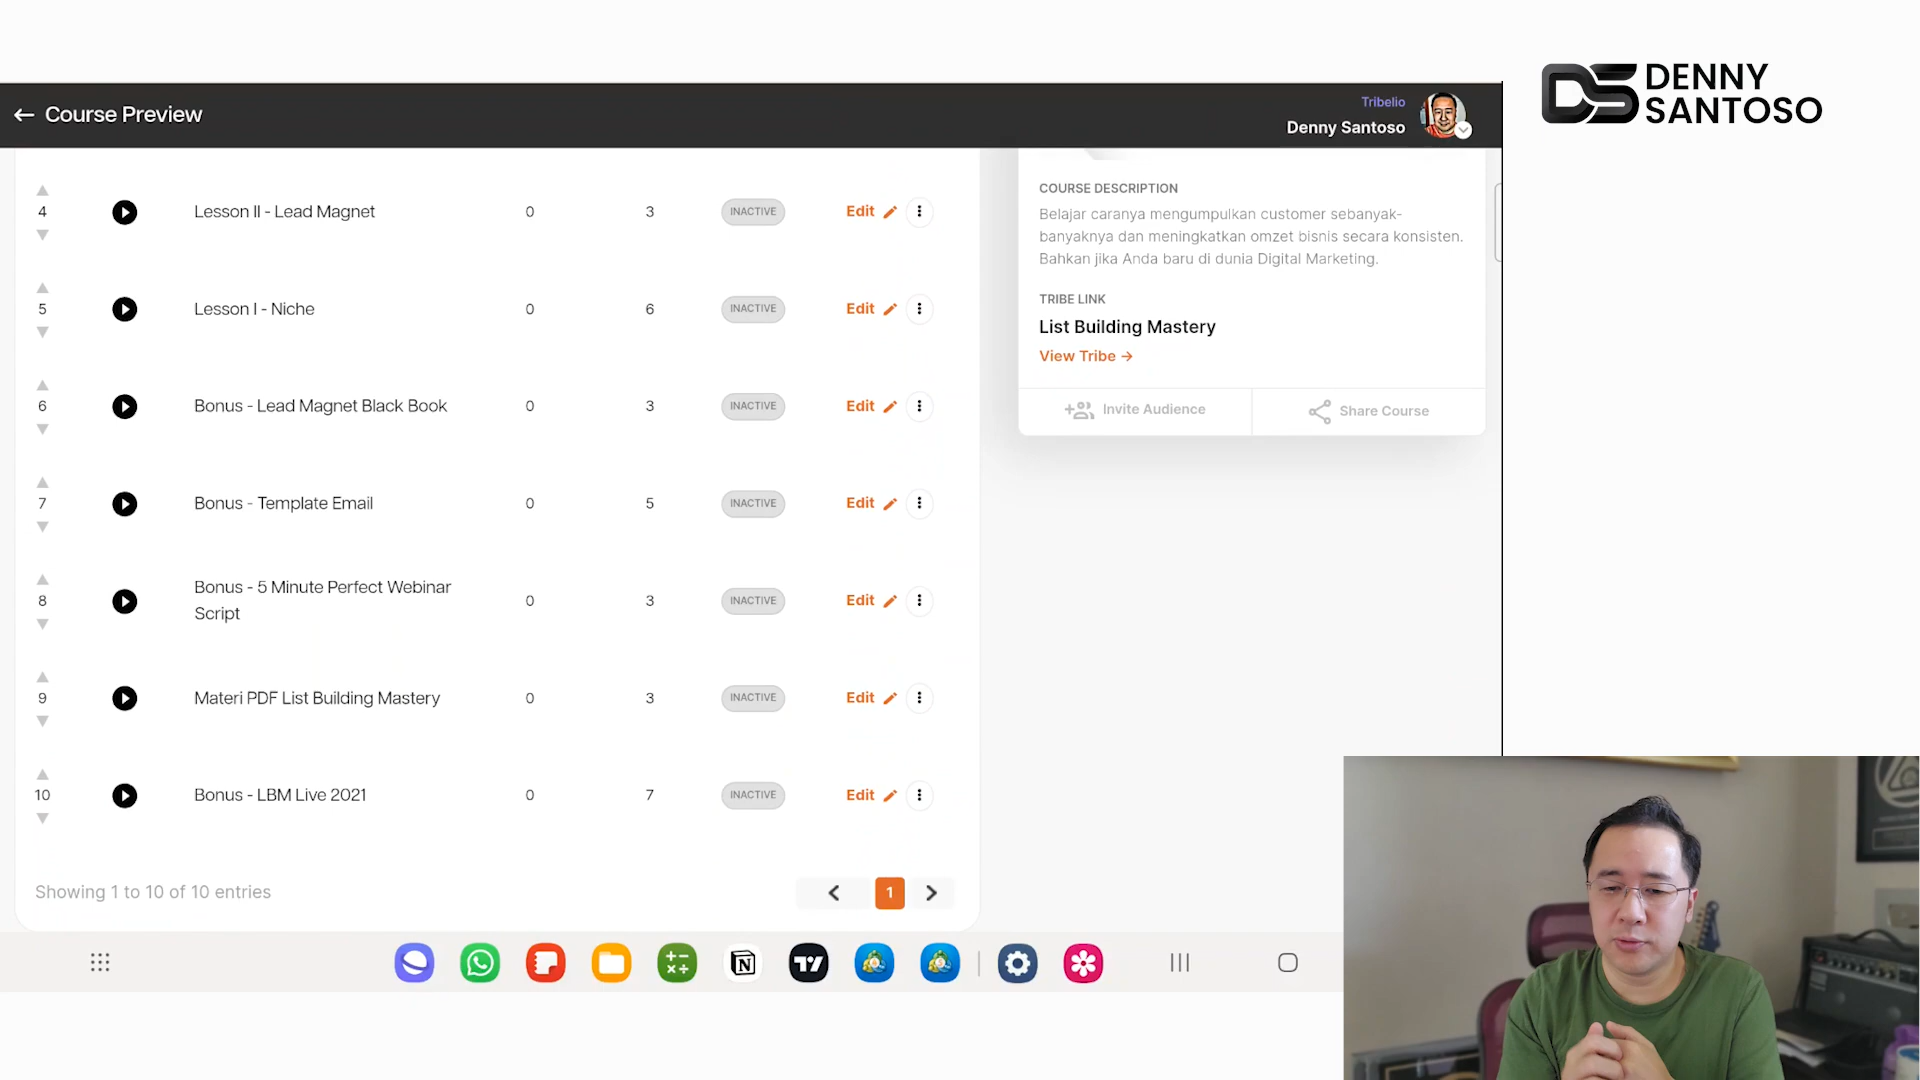 DENNY
SANTOSO
Course Preview
Tribelio
Denny Santoso
4
Lesson II - Lead Magnet
0
3
INACTIVE
Edit
5
Lesson I - Niche
0
6
INACTIVE
Edit
6
Bonus - Lead Magnet Black Book
0
3
INACTIVE
Edit
7
Bonus - Template Email
0
5
INACTIVE
Edit
8
Bonus - 5 Minute Perfect Webinar
Script
0
3
INACTIVE
Edit
9
Materi PDF List Building Mastery
0
3
INACTIVE
Edit
10
Bonus - LBM Live 2021
0
7
INACTIVE
Edit
Showing 1 to 10 of 10 entries
1
COURSE DESCRIPTION
Belajar caranya mengumpulkan customer sebanyak-
banyaknya dan meningkatkan omzet bisnis secara konsisten.
Bahkan jika Anda baru di dunia Digital Marketing.
TRIBE LINK
List Building Mastery
View Tribe →
Invite Audience
Share Course